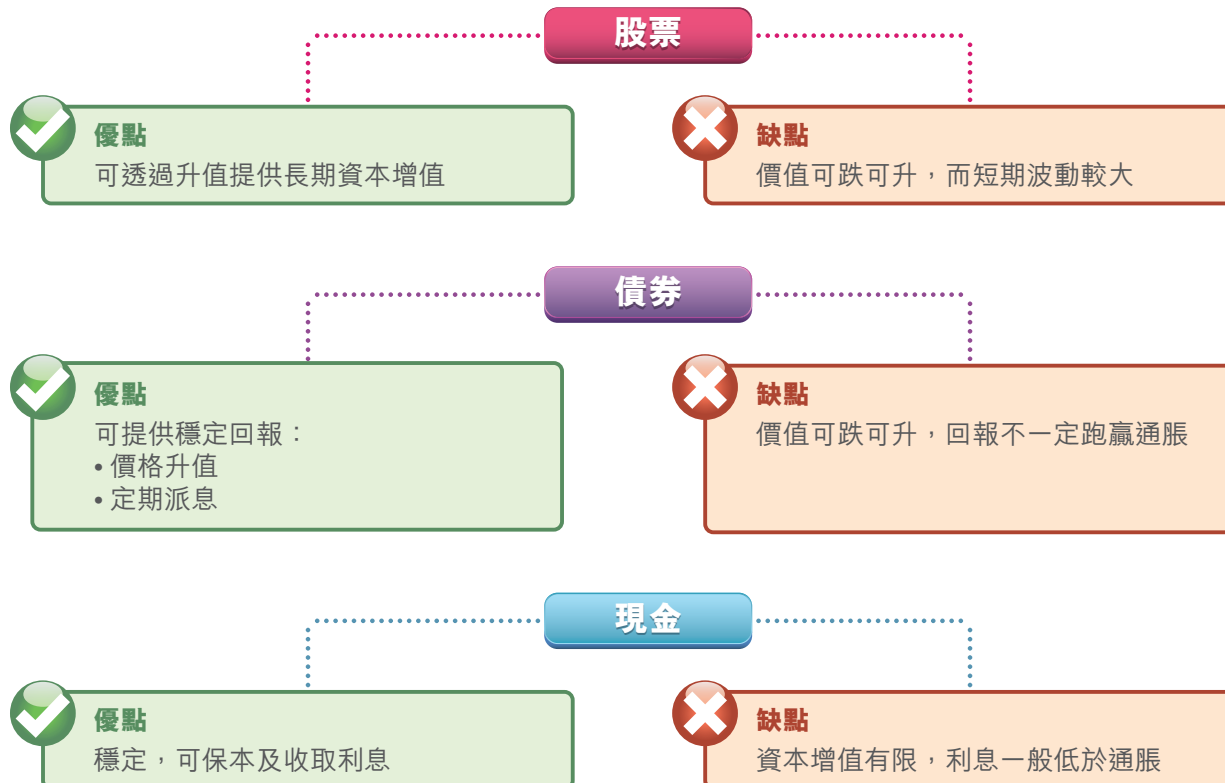 股票
優點
可透過升值提供長期資本增值
缺點
價值可跌可升，而短期波動較大
債券
優點
可提供穩定回報：
• 價格升值
• 定期派息
缺點
價值可跌可升，回報不一定跑贏通脹
現金
優點
穩定，可保本及收取利息
缺點
資本增值有限，利息一般低於通脹